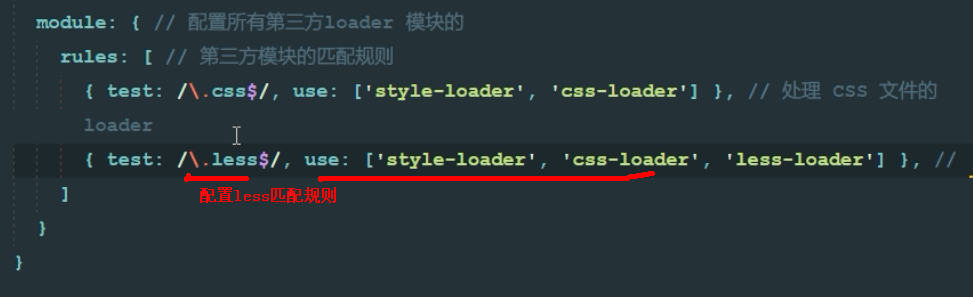 module: { // 配置所有第三方loader 模块的
rules: [ // 第三方模块的匹配规则
{ test: /\.css$/, use: ['style-loader', 'css-loader'] }, // 处理 css 文件的
loader
{ test: /\.less$/, use: ['style-loader', 'css-loader', 'less-loader'] }, //
配置less匹配规则
]
}
}